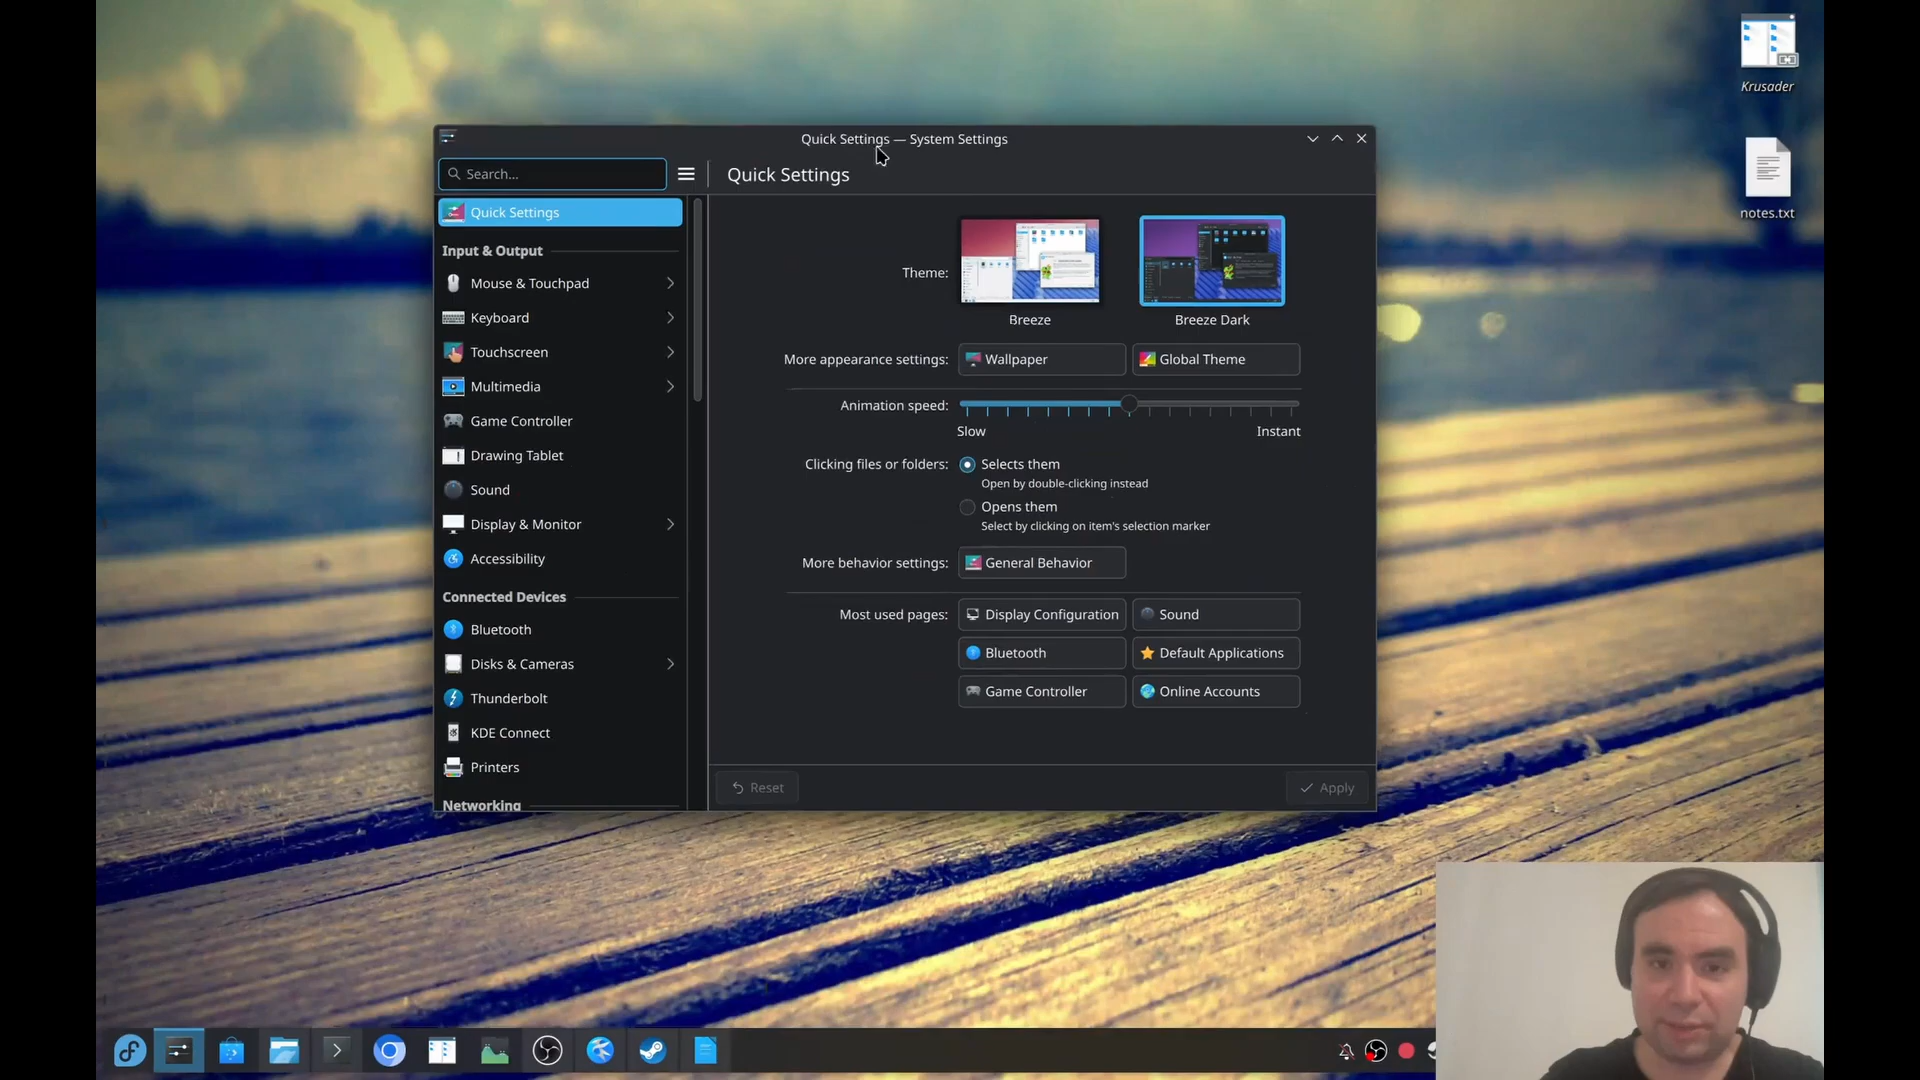 Krusader
notes.txt
Quick Settings — System Settings
Search...
Quick Settings
Quick Settings
Input & Output
Mouse & Touchpad
Keyboard
Touchscreen
Multimedia
Game Controller
Drawing Tablet
Sound
Display & Monitor
Accessibility
Connected Devices
Bluetooth
Disks & Cameras
Thunderbolt
KDE Connect
Printers
Networking
Theme:
Breeze
Breeze Dark
More appearance settings:
Wallpaper
Global Theme
Animation speed:
Slow
Instant
Clicking files or folders:
Selects them
Open by double-clicking instead
Opens them
Select by clicking on item's selection marker
More behavior settings:
General Behavior
Most used pages:
Display Configuration
Sound
Bluetooth
Default Applications
Game Controller
Online Accounts
Reset
Apply